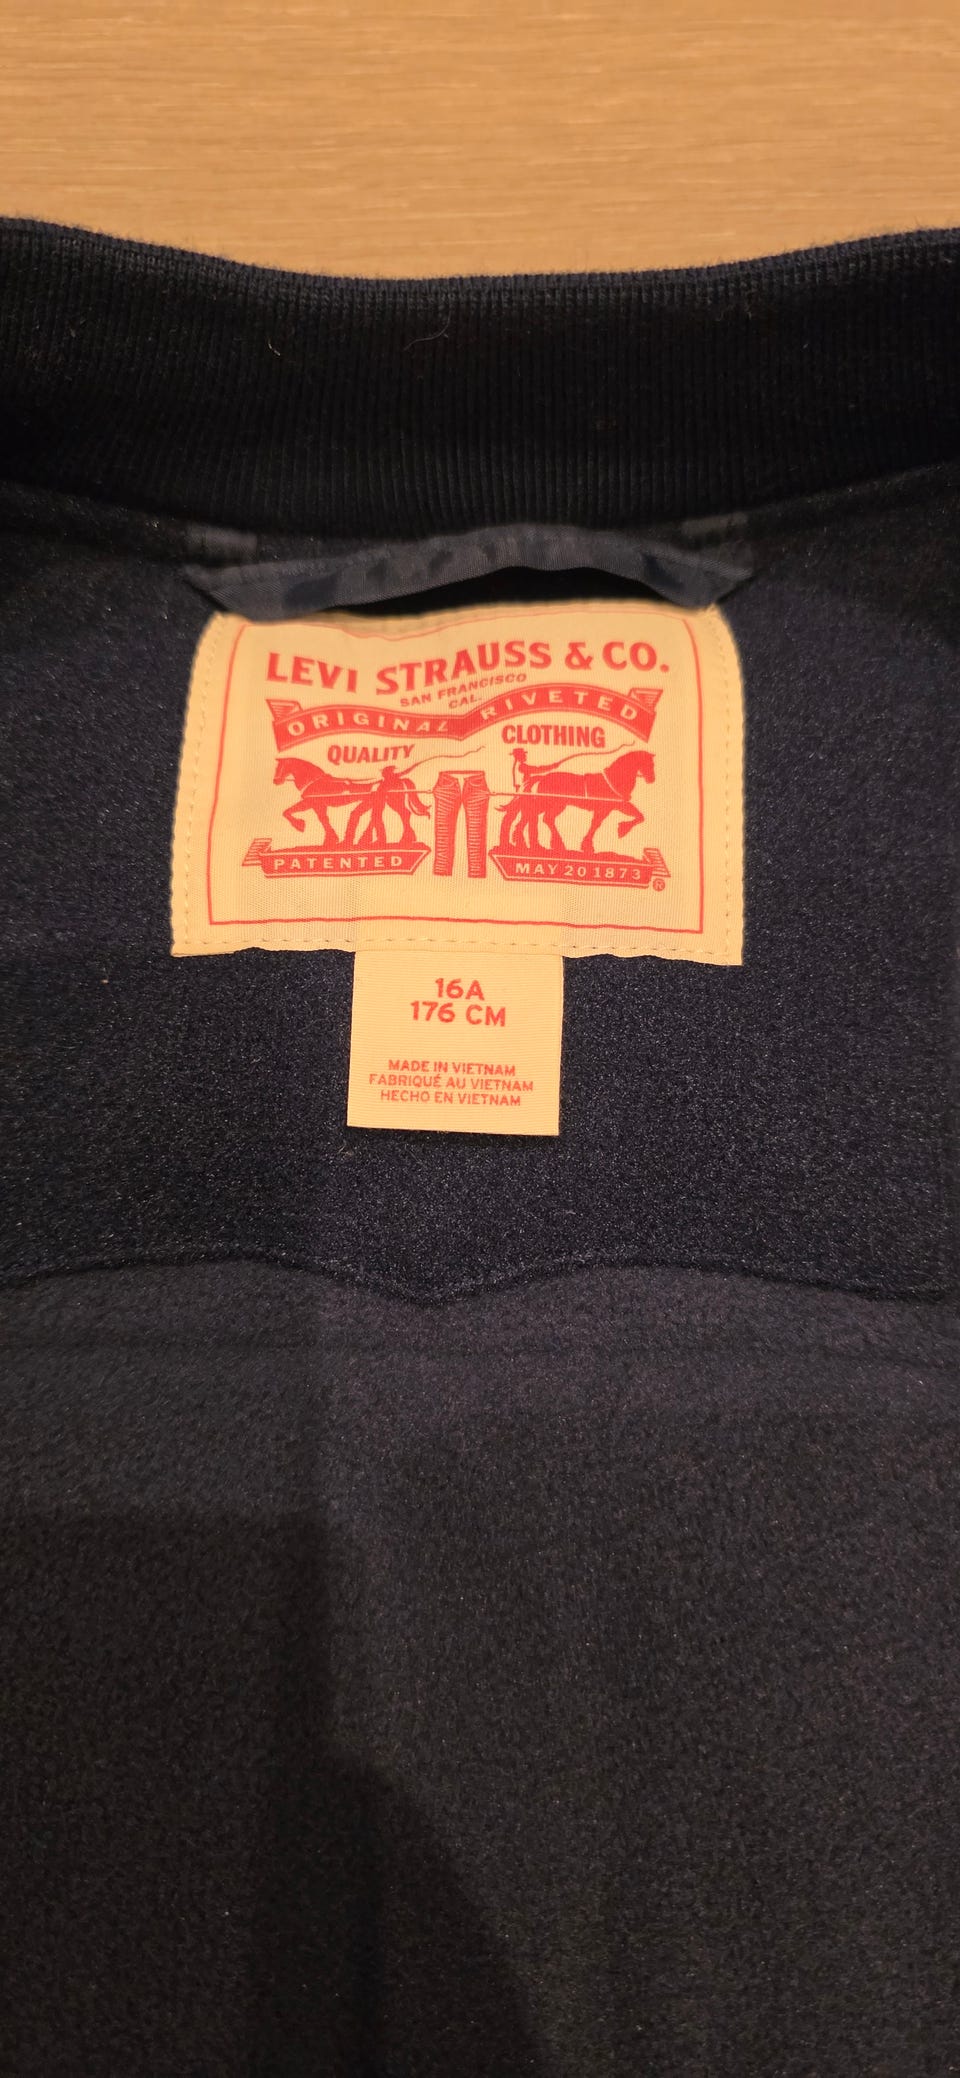 LEVI STRAUSS & CO.
SAN FRANCISCO
CAL.
ORIGINAL RIVETED
QUALITY CLOTHING
PATENTED MAY 20 1873 ®
16A
176 CM
MADE IN VIETNAM
FABRIQUÉ AU VIETNAM
HECHO EN VIETNAM